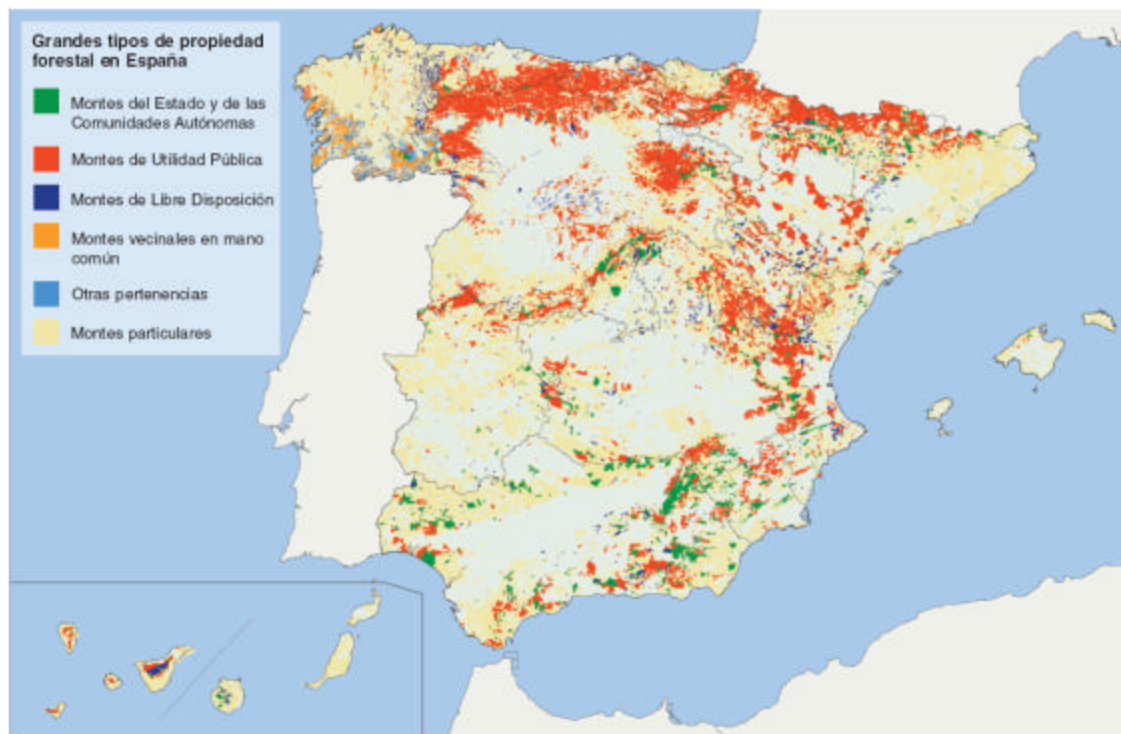 Grandes tipos de propiedad
forestal en España
Montes del Estado y de las
Comunidades Autónomas
Montes de Utilidad Pública
Montes de Libre Disposición
Montes vecinales en mano
común
Otras pertenencias
Montes particulares